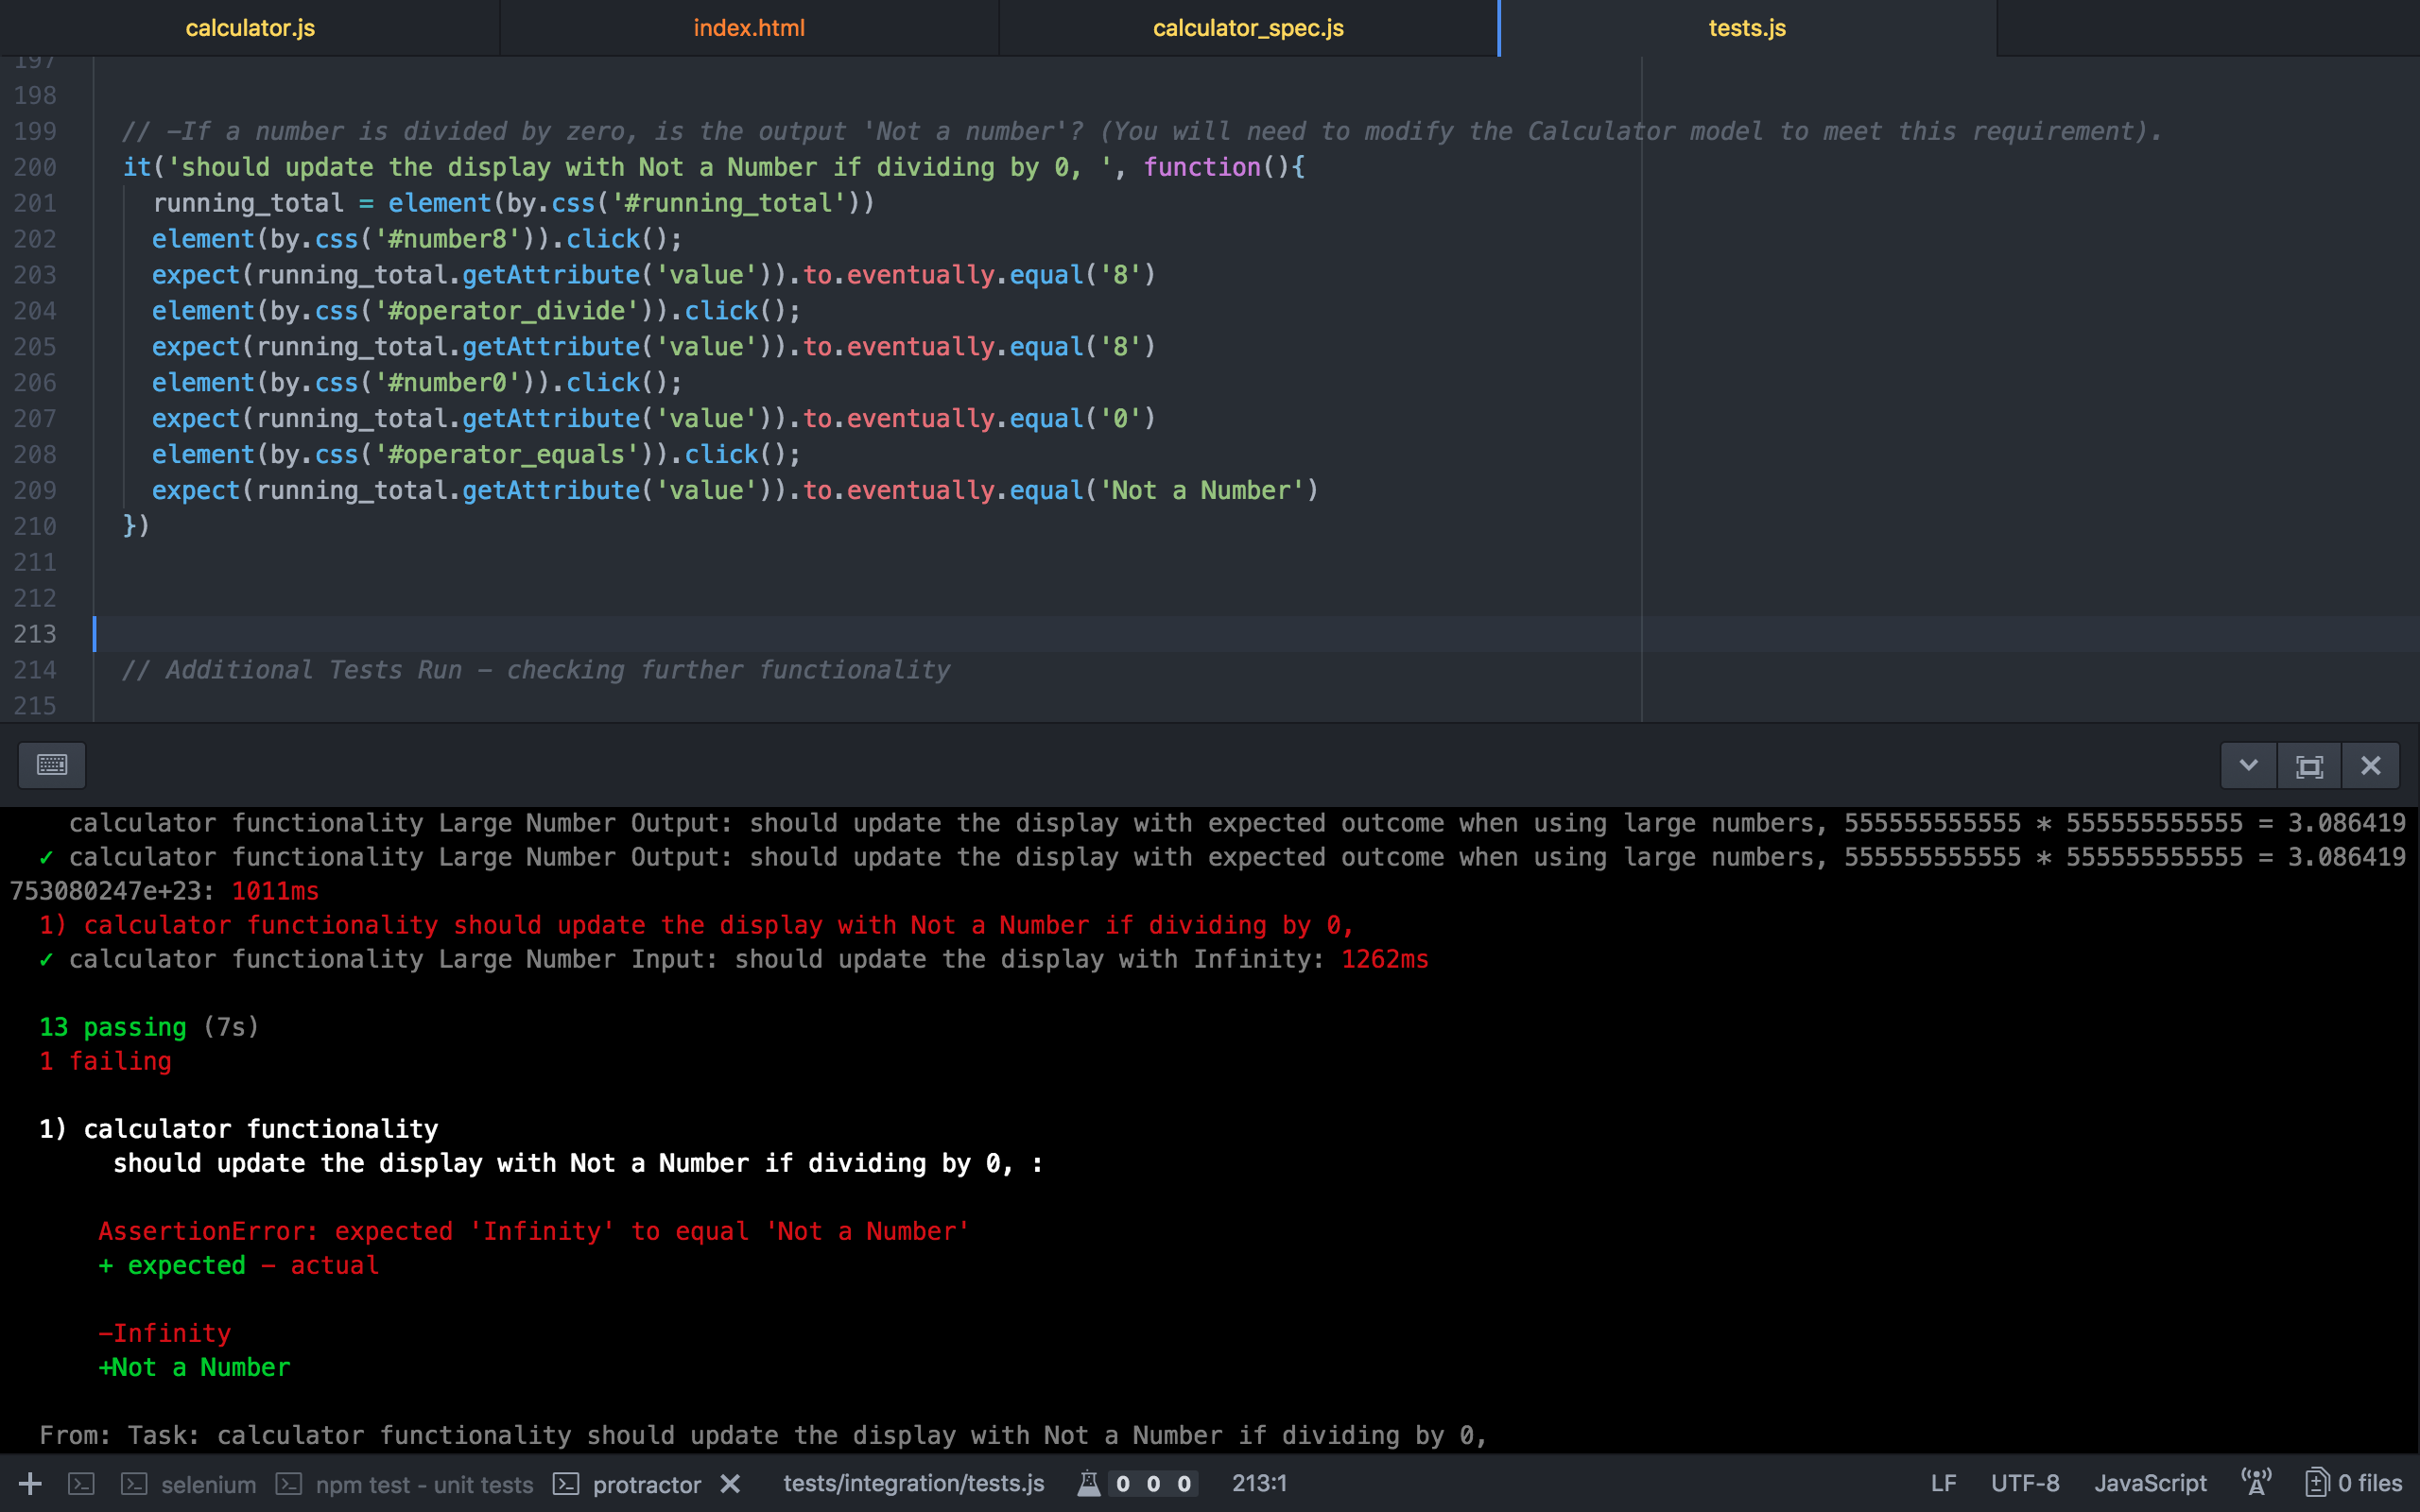 calculator.js index.html calculator_spec.js tests.js
197
198
199 // -If a number is divided by zero, is the output 'Not a number'? (You will need to modify the Calculator model to meet this requirement).
200 it('should update the display with Not a Number if dividing by 0, ', function(){
201 running_total = element(by.css('#running_total'))
202 element(by.css('#number8')).click();
203 expect(running_total.getAttribute('value')).to.eventually.equal('8')
204 element(by.css('#operator_divide')).click();
205 expect(running_total.getAttribute('value')).to.eventually.equal('8')
206 element(by.css('#number0')).click();
207 expect(running_total.getAttribute('value')).to.eventually.equal('0')
208 element(by.css('#operator_equals')).click();
209 expect(running_total.getAttribute('value')).to.eventually.equal('Not a Number')
210 })
211
212
213
214 // Additional Tests Run - checking further functionality
215
calculator functionality Large Number Output: should update the display with expected outcome when using large numbers, 555555555555 * 555555555555 = 3.086419
✓ calculator functionality Large Number Output: should update the display with expected outcome when using large numbers, 555555555555 * 555555555555 = 3.086419
753080247e+23: 1011ms
1) calculator functionality should update the display with Not a Number if dividing by 0,
✓ calculator functionality Large Number Input: should update the display with Infinity: 1262ms
13 passing (7s)
1 failing
1) calculator functionality
should update the display with Not a Number if dividing by 0, :
AssertionError: expected 'Infinity' to equal 'Not a Number'
+ expected - actual
-Infinity
+Not a Number
From: Task: calculator functionality should update the display with Not a Number if dividing by 0,
selenium npm test - unit tests protractor tests/integration/tests.js 0 0 0 213:1 LF UTF-8 JavaScript 0 files